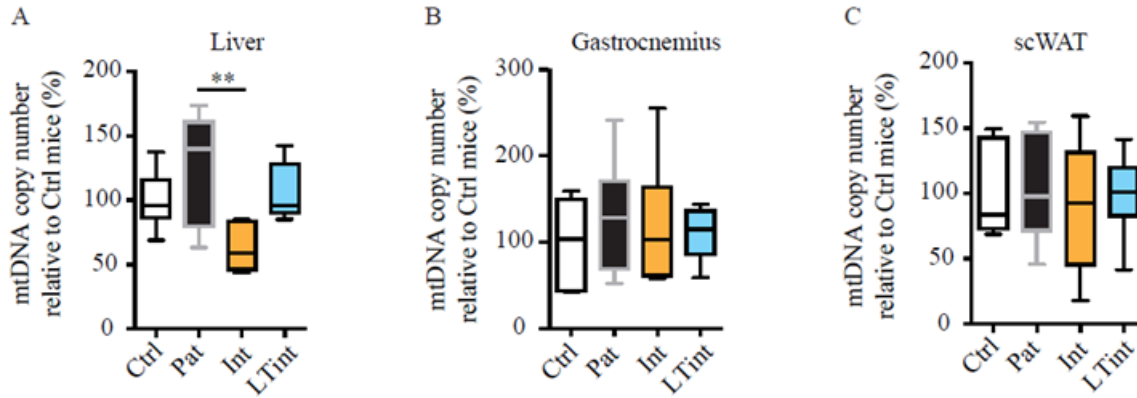 A
Liver
mtDNA copy number
relative to Ctrl mice (%)
200
150
100
50
0
**
Ctrl
Pat
Int
LTint
B
Gastrocnemius
mtDNA copy number
relative to Ctrl mice (%)
300
200
100
0
Ctrl
Pat
Int
LTint
C
scWAT
mtDNA copy number
relative to Ctrl mice (%)
200
150
100
50
0
Ctrl
Pat
Int
LTint